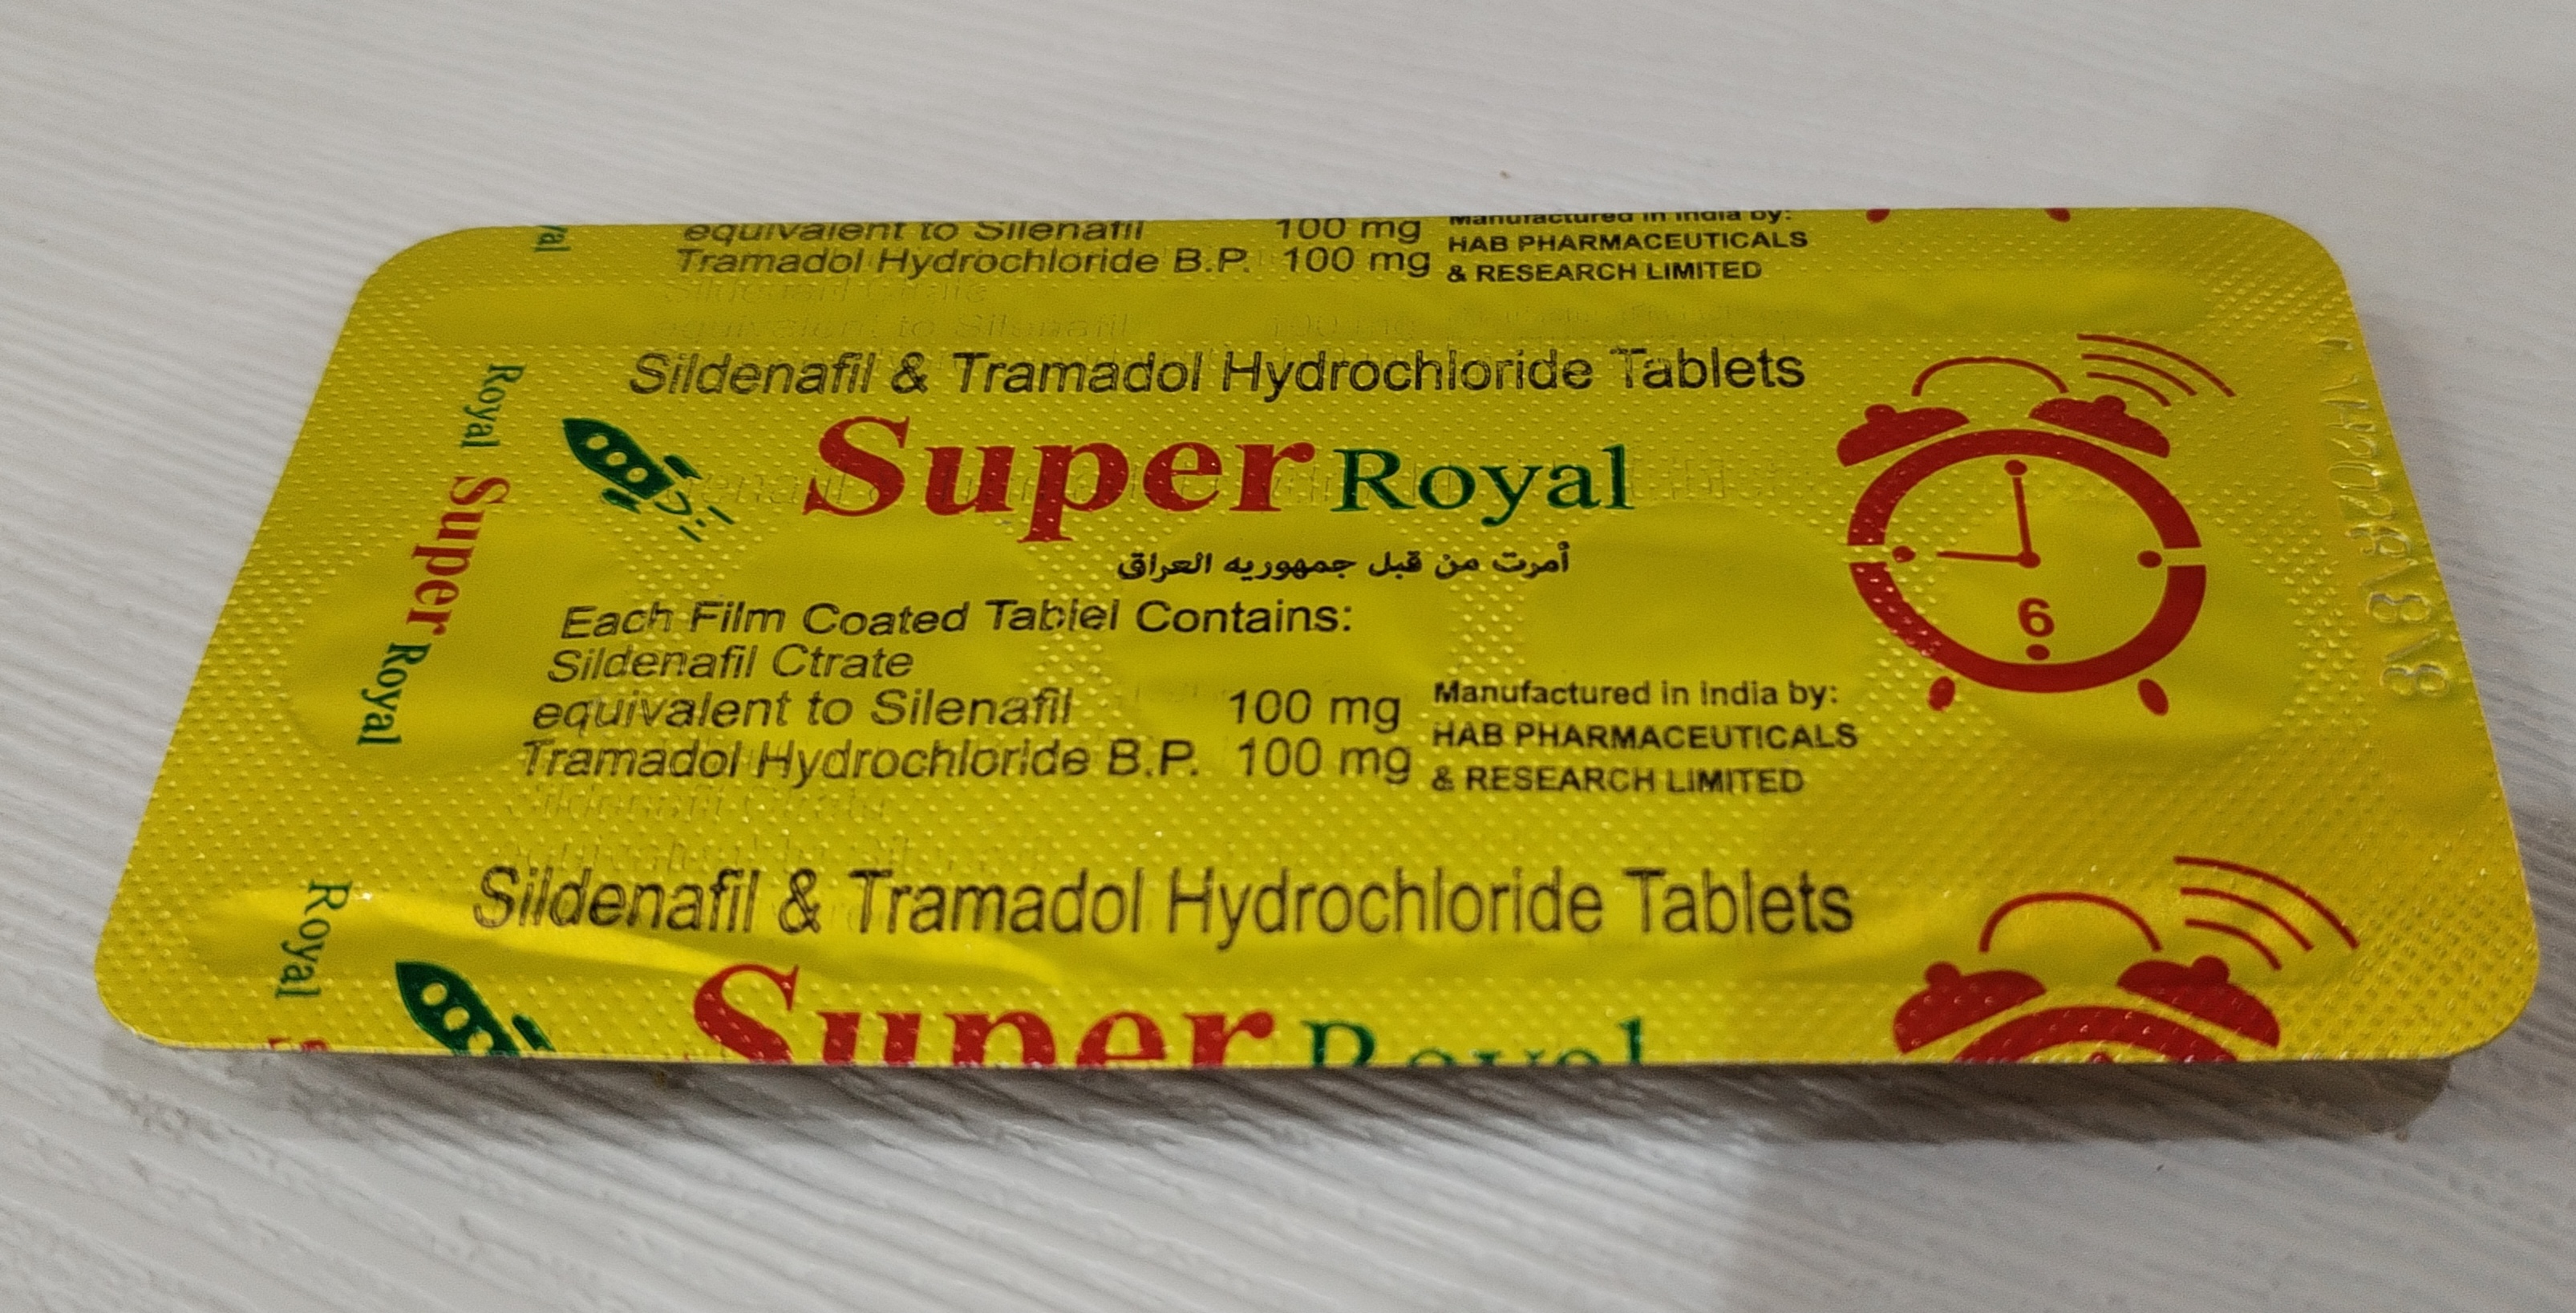 equivalent to Silenafil 100 mg
Tramadol Hydrochloride B.P. 100 mg
Manufactured in India by:
HAB PHARMACEUTICALS
& RESEARCH LIMITED
Sildenafil & Tramadol Hydrochloride Tablets
Super Royal
أمرت من قبل جمهوريه العراق
Each Film Coated Tablel Contains:
Sildenafil Ctrate
equivalent to Silenafil 100 mg
Tramadol Hydrochloride B.P. 100 mg
Manufactured in india by:
HAB PHARMACEUTICALS
& RESEARCH LIMITED
6
Royal Super Royal
Royal
Sildenafil & Tramadol Hydrochloride Tablets
Super Royal